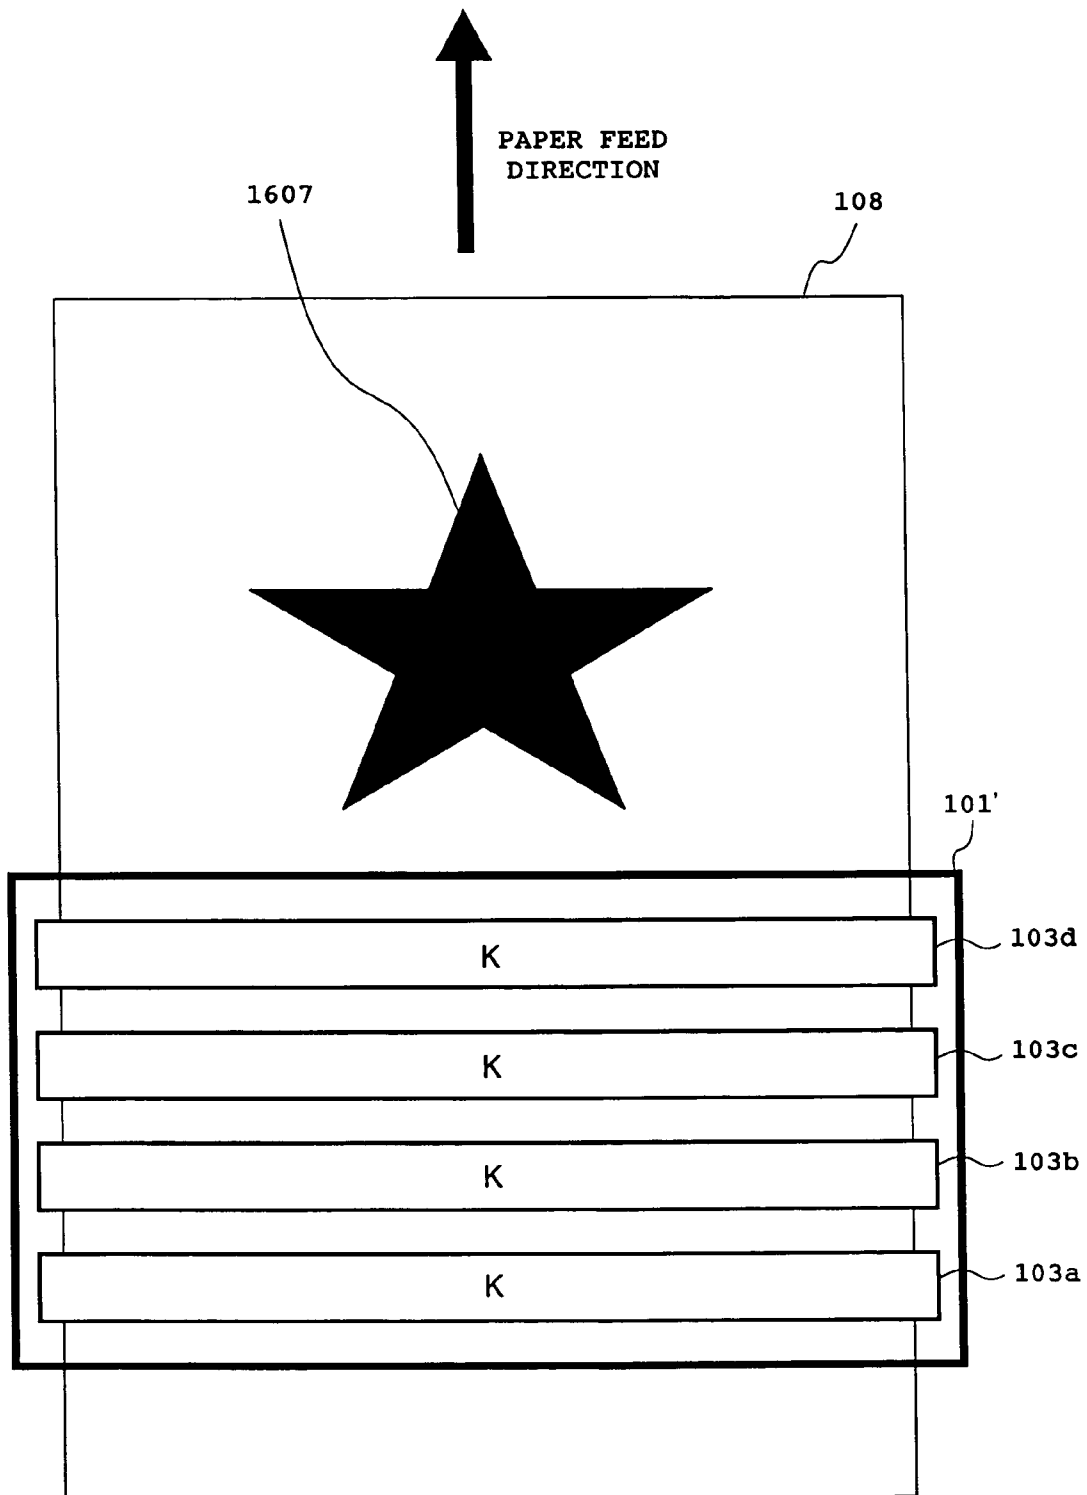 PAPER FEED
DIRECTION
1607
108
101'
K
103d
K
103c
K
103b
K
103a